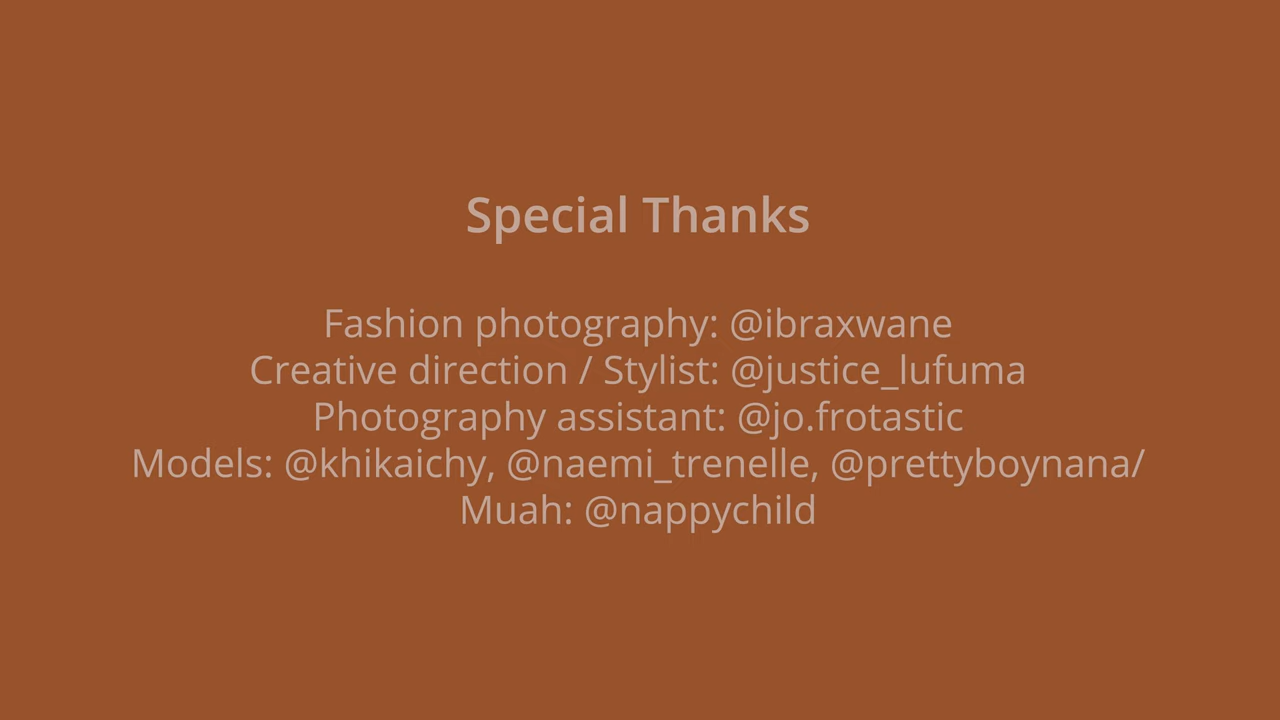 Special Thanks
Fashion photography: @ibraxwane
Creative direction / Stylist: @justice_lufuma
Photography assistant: @jo.frotastic
Models: @khikaichy, @naemi_trenelle, @prettyboynana/
Muah: @nappychild